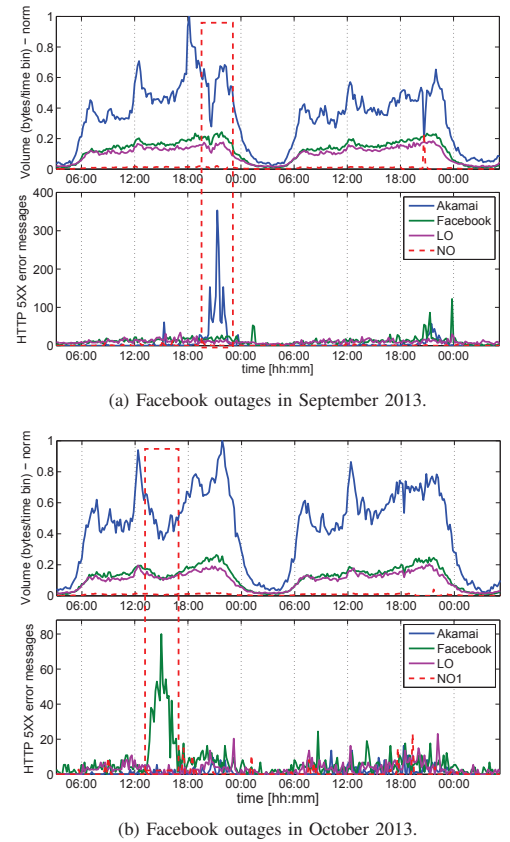 Volume (bytes/time bin) − norm
1
0.8
0.6
0.4
0.2
0
06:00 12:00 18:00 00:00 06:00 12:00 18:00 00:00
HTTP 5XX error messages
400
300
200
100
0
Akamai
Facebook
LO
NO
06:00 12:00 18:00 00:00 06:00 12:00 18:00 00:00
time [hh:mm]
(a) Facebook outages in September 2013.
Volume (bytes/time bin) − norm
1
0.8
0.6
0.4
0.2
0
06:00 12:00 18:00 00:00 06:00 12:00 18:00 00:00
HTTP 5XX error messages
80
60
40
20
0
Akamai
Facebook
LO
NO1
06:00 12:00 18:00 00:00 06:00 12:00 18:00 00:00
time [hh:mm]
(b) Facebook outages in October 2013.